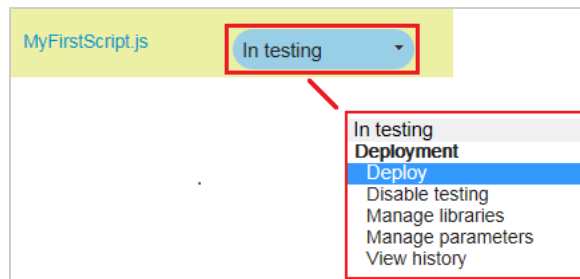 MyFirstScript.js
In testing
In testing
Deployment
Deploy
Disable testing
Manage libraries
Manage parameters
View history
.